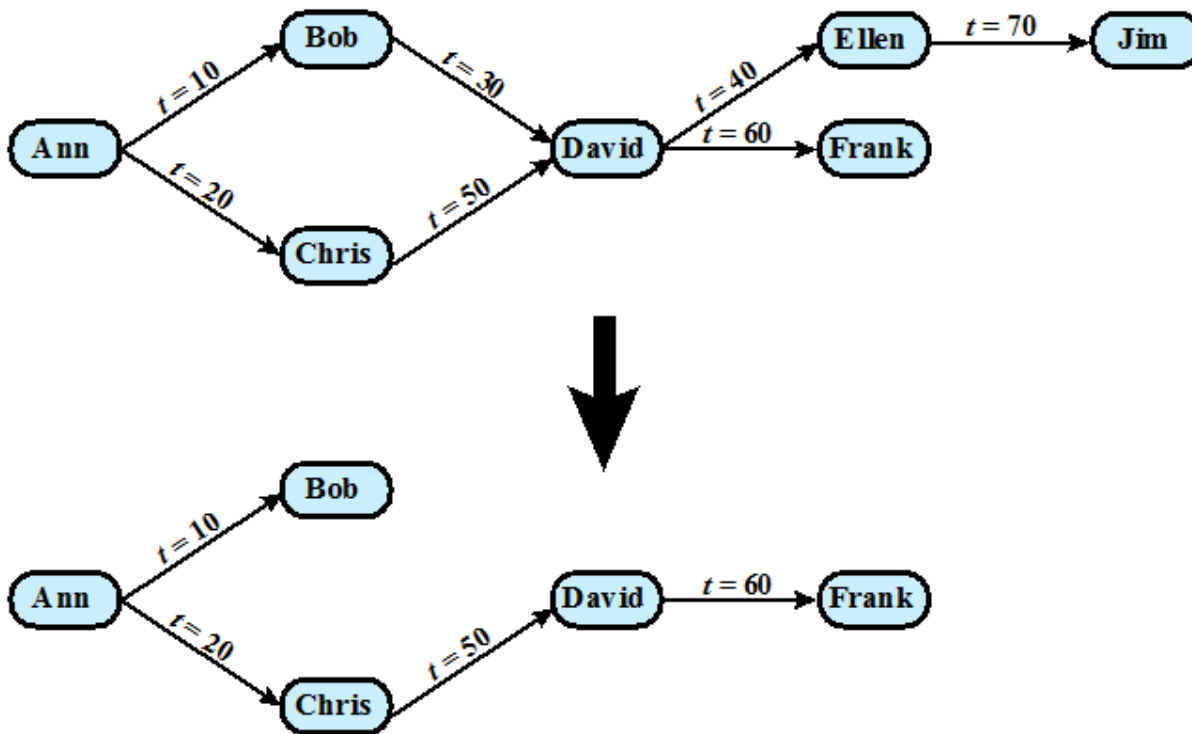 Bob
Ellen
t = 70
Jim
t = 10
t = 30
t = 40
Ann
David
t = 60
Frank
t = 20
t = 50
Chris
Bob
t = 10
Ann
David
t = 60
Frank
t = 20
t = 50
Chris